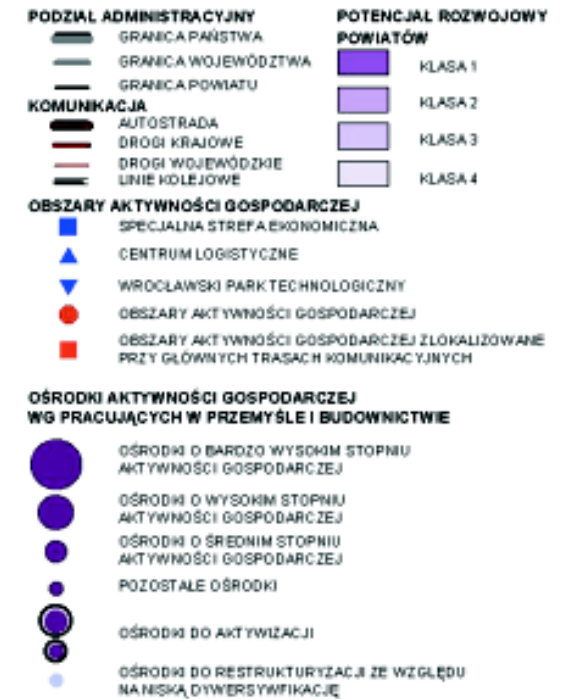 PODZIAŁ ADMINISTRACYJNY
GRANICA PAŃSTWA
GRANICA WOJEWÓDZTWA
GRANICA POWIATU
KOMUNIKACJA
AUTOSTRADA
DROGI KRAJOWE
DROGI WOJEWÓDZKIE
LINIE KOLEJOWE
POTENCJAŁ ROZWOJOWY
POWIATÓW
KLASA 1
KLASA 2
KLASA 3
KLASA 4
OBSZARY AKTYWNOŚCI GOSPODARCZEJ
SPECJALNA STREFA EKONOMICZNA
CENTRUM LOGISTYCZNE
WROCŁAWSKI PARK TECHNOLOGICZNY
OBSZARY AKTYWNOŚCI GOSPODARCZEJ
OBSZARY AKTYWNOŚCI GOSPODARCZEJ ZLOKALIZOWANE
PRZY GŁÓWNYCH TRASACH KOMUNIKACYJNYCH
OŚRODKI AKTYWNOŚCI GOSPODARCZEJ
WG PRACUJĄCYCH W PRZEMYŚLE I BUDOWNICTWIE
OŚRODKI O BARDZO WYSOKIM STOPNIU
AKTYWNOŚCI GOSPODARCZEJ
OŚRODKI O WYSOKIM STOPNIU
AKTYWNOŚCI GOSPODARCZEJ
OŚRODKI O ŚREDNIM STOPNIU
AKTYWNOŚCI GOSPODARCZEJ
POZOSTAŁE OŚRODKI
OŚRODKI DO AKTYWIZACJI
OŚRODKI DO RESTRUKTURYZACJI ZE WZGLĘDU
NA NISKĄ DYWERSYWFIKACJĘ